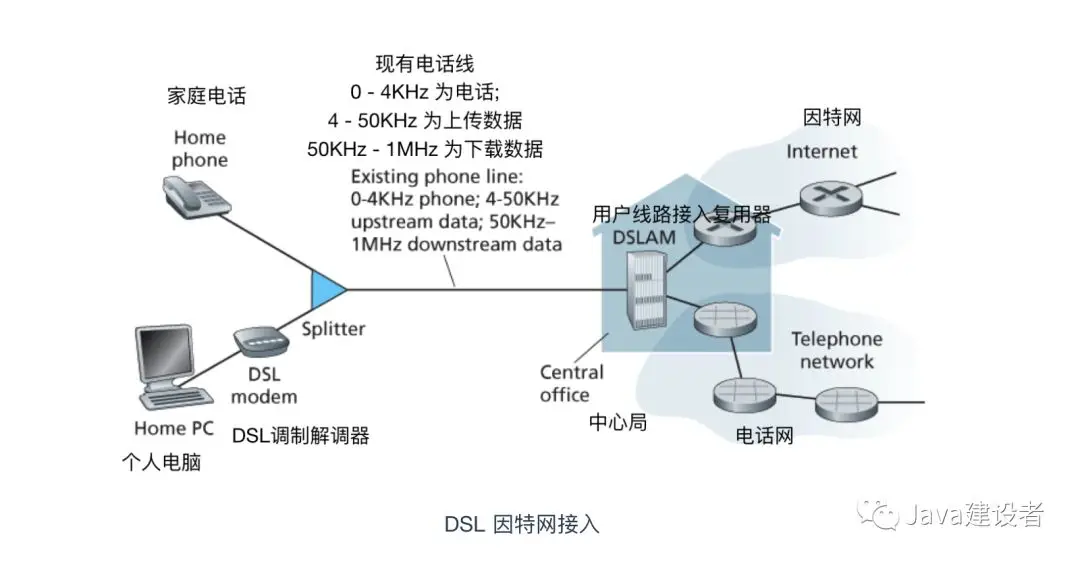 现有电话线
0 - 4KHz 为电话;
4 - 50KHz 为上传数据
50KHz - 1MHz 为下载数据
Existing phone line:
0-4KHz phone; 4-50KHz
upstream data; 50KHz–
1MHz downstream data
家庭电话
Home
phone
因特网
Internet
用户线路接入复用器
DSLAM
Splitter
DSL
modem
DSL调制解调器
Home PC
个人电脑
Central
office
中心局
Telephone
network
电话网
DSL 因特网接入
Java建设者